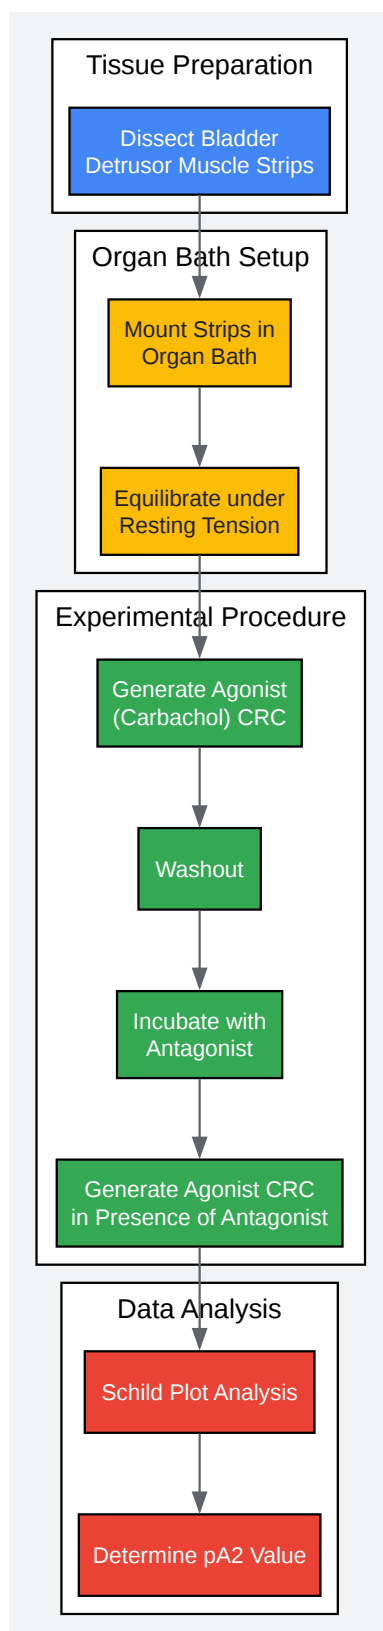 Tissue Preparation
Dissect Bladder
Detrusor Muscle Strips
Organ Bath Setup
Mount Strips in
Organ Bath
Equilibrate under
Resting Tension
Experimental Procedure
Generate Agonist
(Carbachol) CRC
Washout
Incubate with
Antagonist
Generate Agonist CRC
in Presence of Antagonist
Data Analysis
Schild Plot Analysis
Determine pA2 Value